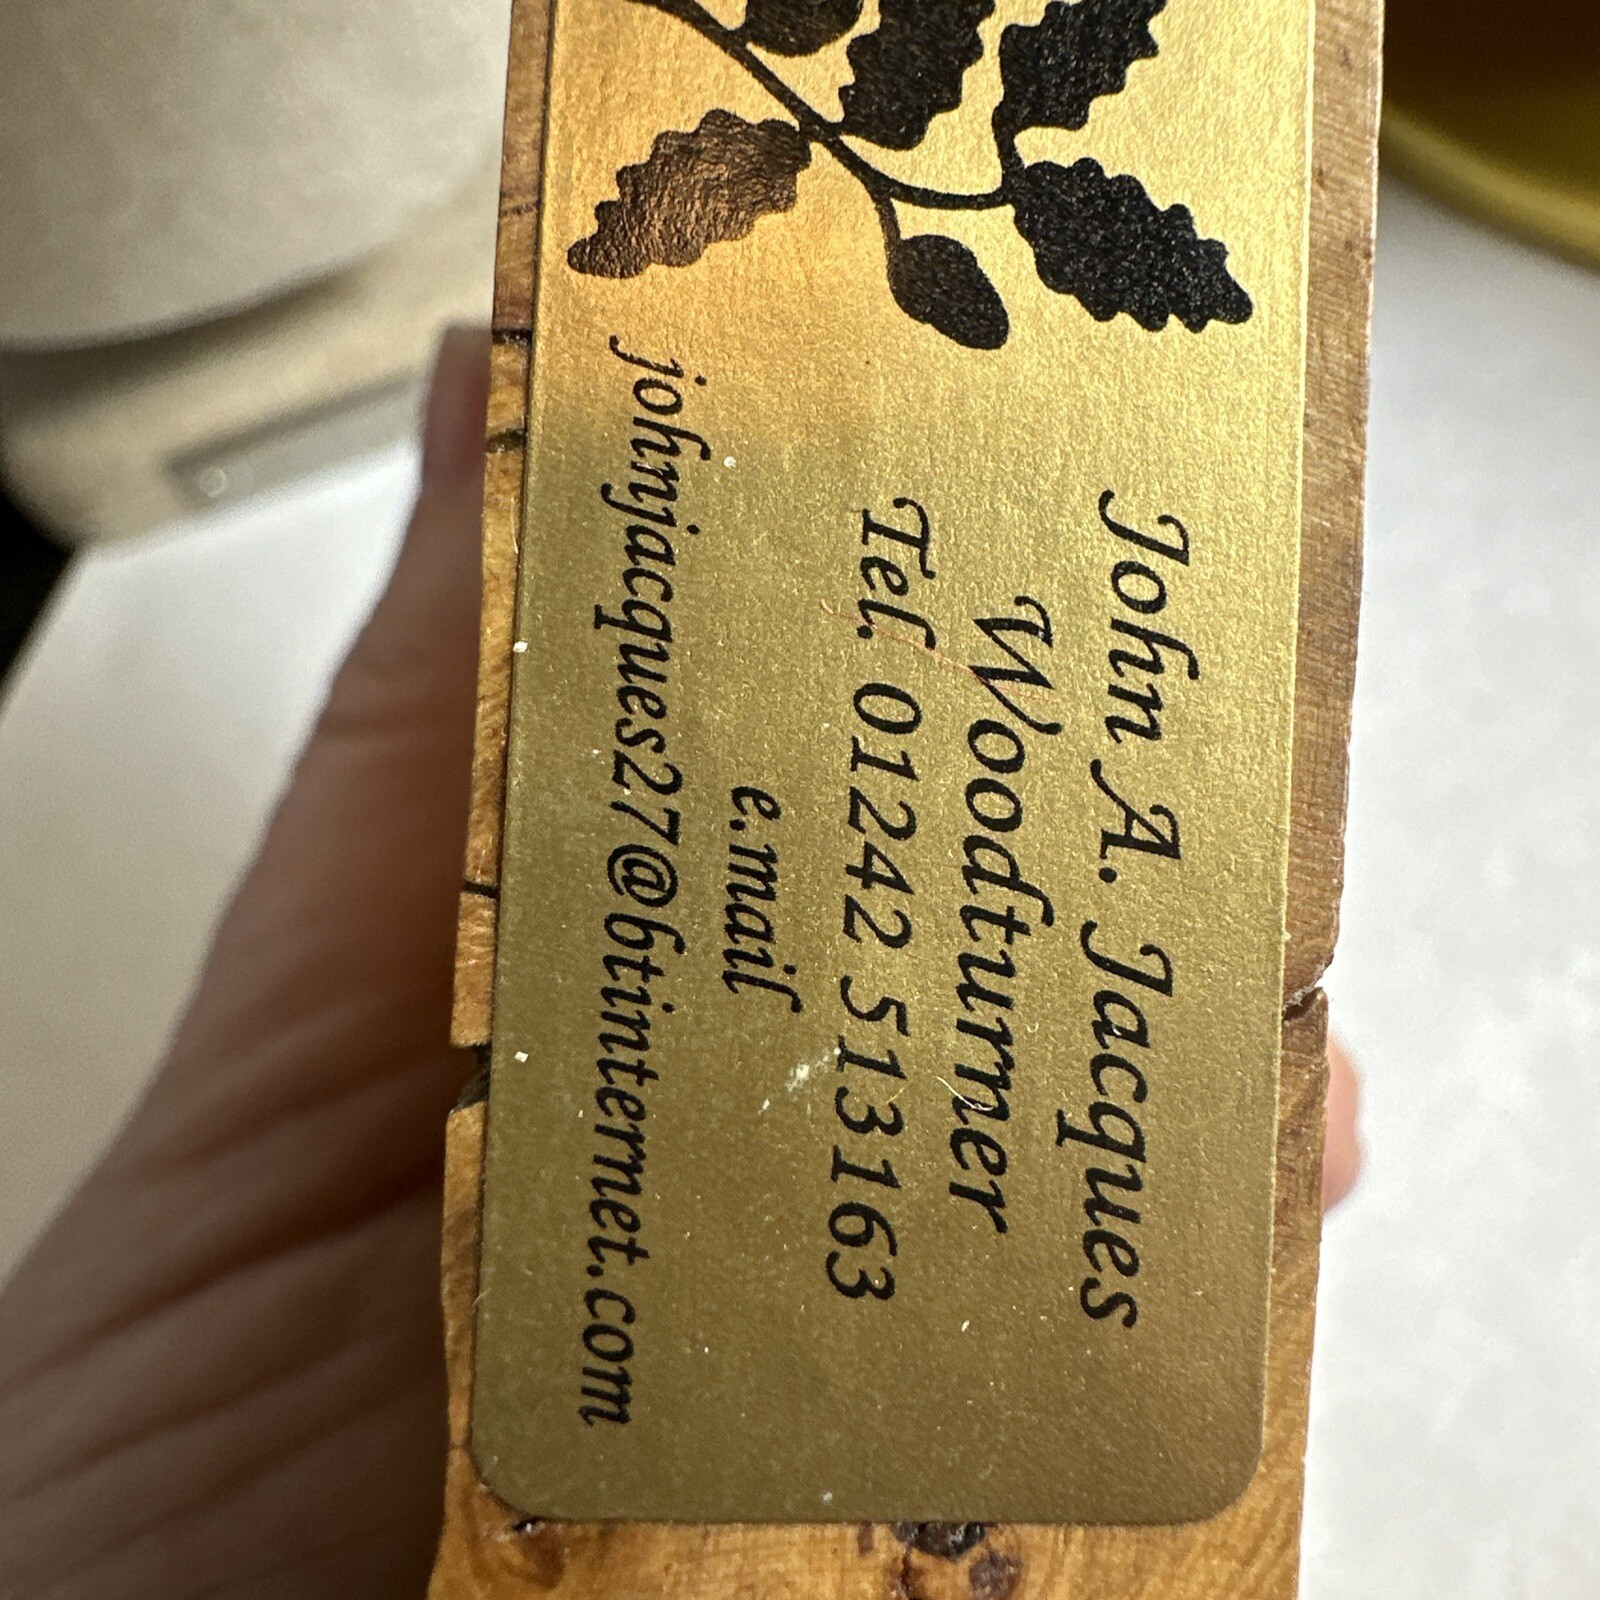 John A. Jacques
Woodturner
Tel. 01242 513163
e.mail
johnjacques27@btinternet.com